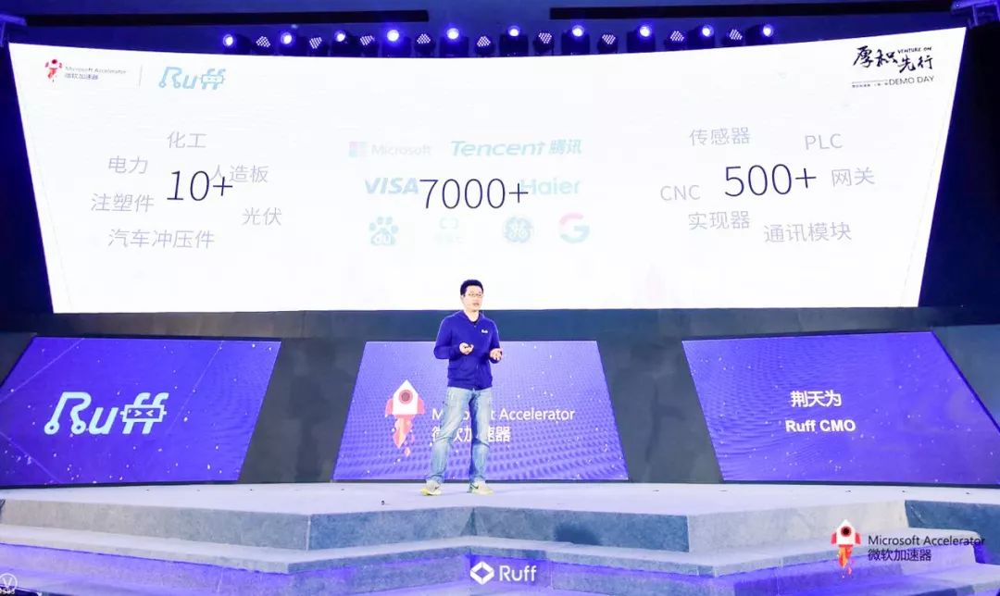 Microsoft Accelerator
微软加速器
Ruff
VENTURE ON
厚积先行
DEMO DAY
化工
电力
人造板
10+
注塑件
光伏
汽车冲压件
Microsoft
Tencent 腾讯
VISA
7000+
Haier
du
G
传感器
PLC
500+
网关
CNC
实现器
通讯模块
Ruff
Ruff
Microsoft Accelerator
微软加速器
荆天为
Ruff CMO
Microsoft Accelerator
微软加速器
Ruff